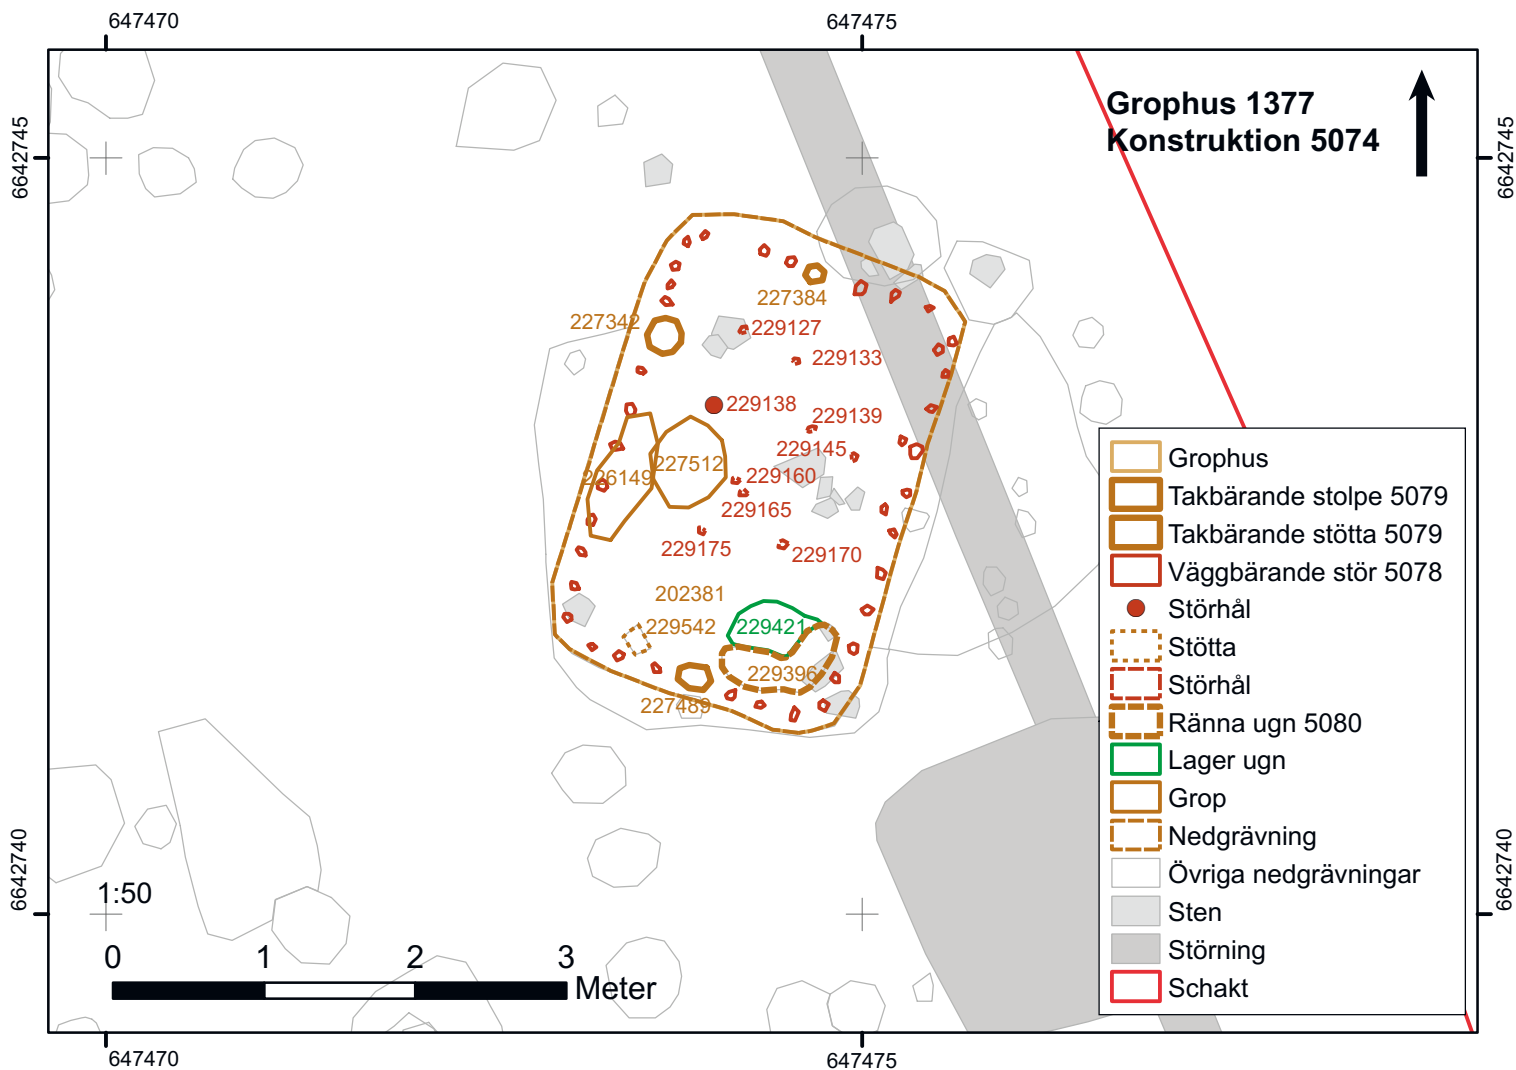 647470
647475
6642745
6642745
Grophus 1377
Konstruktion 5074
227384
227342
229127
229133
229138
229139
229145
227512
226149
229160
229165
229175
229170
202381
229542
229421
229396
227489
Grophus
Takbärande stolpe 5079
Takbärande stötta 5079
Väggbärande stör 5078
Störhål
Stötta
Störhål
Ränna ugn 5080
Lager ugn
Grop
Nedgrävning
Övriga nedgrävningar
Sten
Störning
Schakt
6642740
6642740
1:50
0 1 2 3
Meter
647470
647475